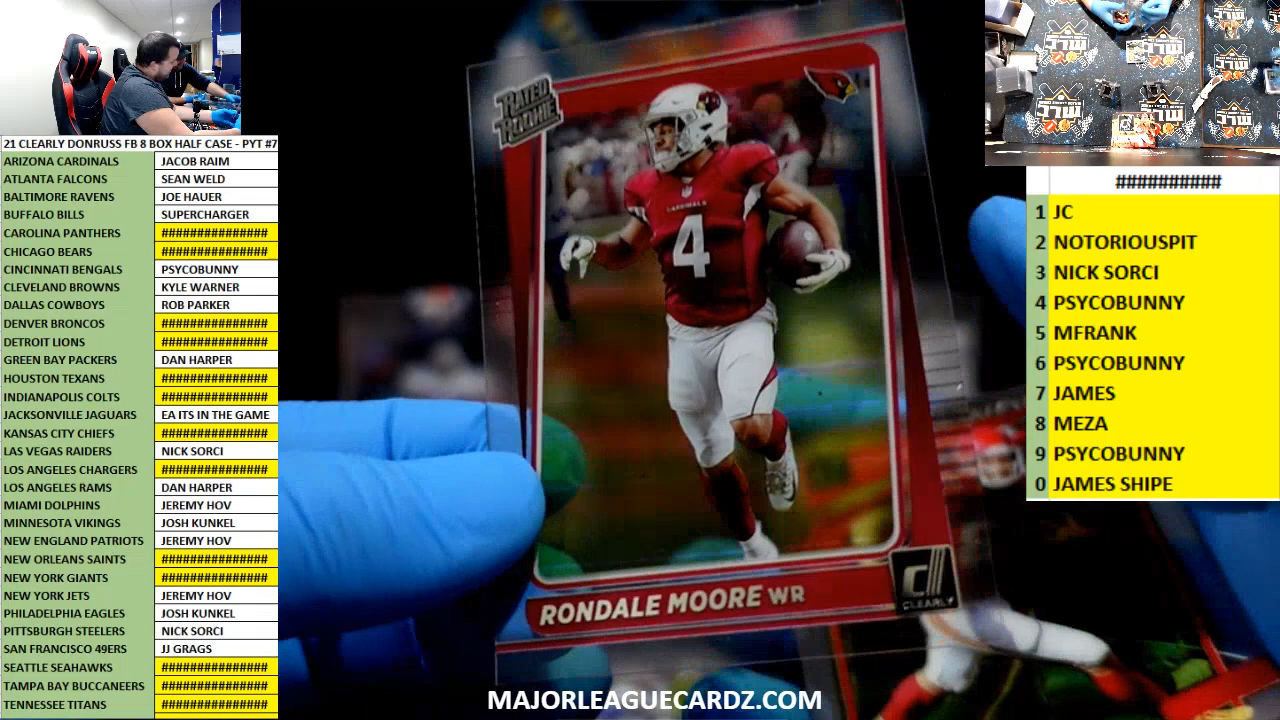 21 CLEARLY DONRUSS FB 8 BOX HALF CASE - PYT #7
ARIZONA CARDINALS JACOB RAIM
ATLANTA FALCONS SEAN WELD
BALTIMORE RAVENS JOE HAUER
BUFFALO BILLS SUPERCHARGER
CAROLINA PANTHERS ###############
CHICAGO BEARS ###############
CINCINNATI BENGALS PSYCOBUNNY
CLEVELAND BROWNS KYLE WARNER
DALLAS COWBOYS ROB PARKER
DENVER BRONCOS ###############
DETROIT LIONS ###############
GREEN BAY PACKERS DAN HARPER
HOUSTON TEXANS ###############
INDIANAPOLIS COLTS ###############
JACKSONVILLE JAGUARS EA ITS IN THE GAME
KANSAS CITY CHIEFS ###############
LAS VEGAS RAIDERS NICK SORCI
LOS ANGELES CHARGERS ###############
LOS ANGELES RAMS DAN HARPER
MIAMI DOLPHINS JEREMY HOV
MINNESOTA VIKINGS JOSH KUNKEL
NEW ENGLAND PATRIOTS JEREMY HOV
NEW ORLEANS SAINTS ###############
NEW YORK GIANTS ###############
NEW YORK JETS JEREMY HOV
PHILADELPHIA EAGLES JOSH KUNKEL
PITTSBURGH STEELERS NICK SORCI
SAN FRANCISCO 49ERS JJ GRAGS
SEATTLE SEAHAWKS ###############
TAMPA BAY BUCCANEERS ###############
TENNESSEE TITANS ###############
RATED
ROOKIE
CARDINALS
4
CLEARLY
RONDALE MOORE WR
MAJORLEAGUECARDZ.COM
##########
1 JC
2 NOTORIOUSPIT
3 NICK SORCI
4 PSYCOBUNNY
5 MFRANK
6 PSYCOBUNNY
7 JAMES
8 MEZA
9 PSYCOBUNNY
0 JAMES SHIPE